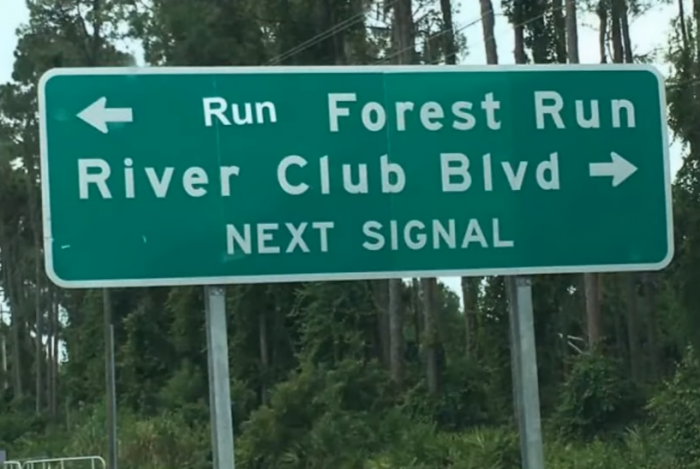 ← Run Forest Run
River Club Blvd →
NEXT SIGNAL